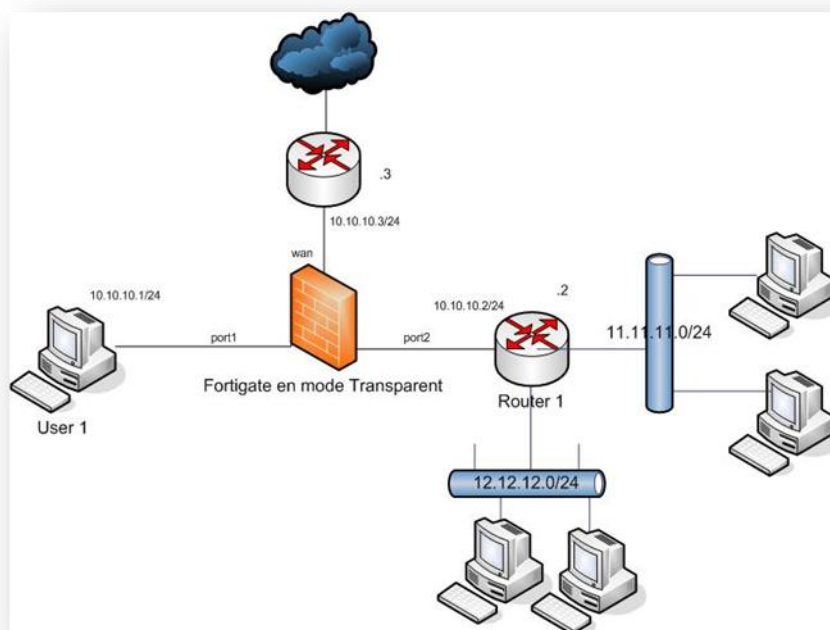 .3
10.10.10.3/24
wan
10.10.10.1/24
10.10.10.2/24
.2
port1
port2
11.11.11.0/24
Fortigate en mode Transparent
Router 1
User 1
12.12.12.0/24